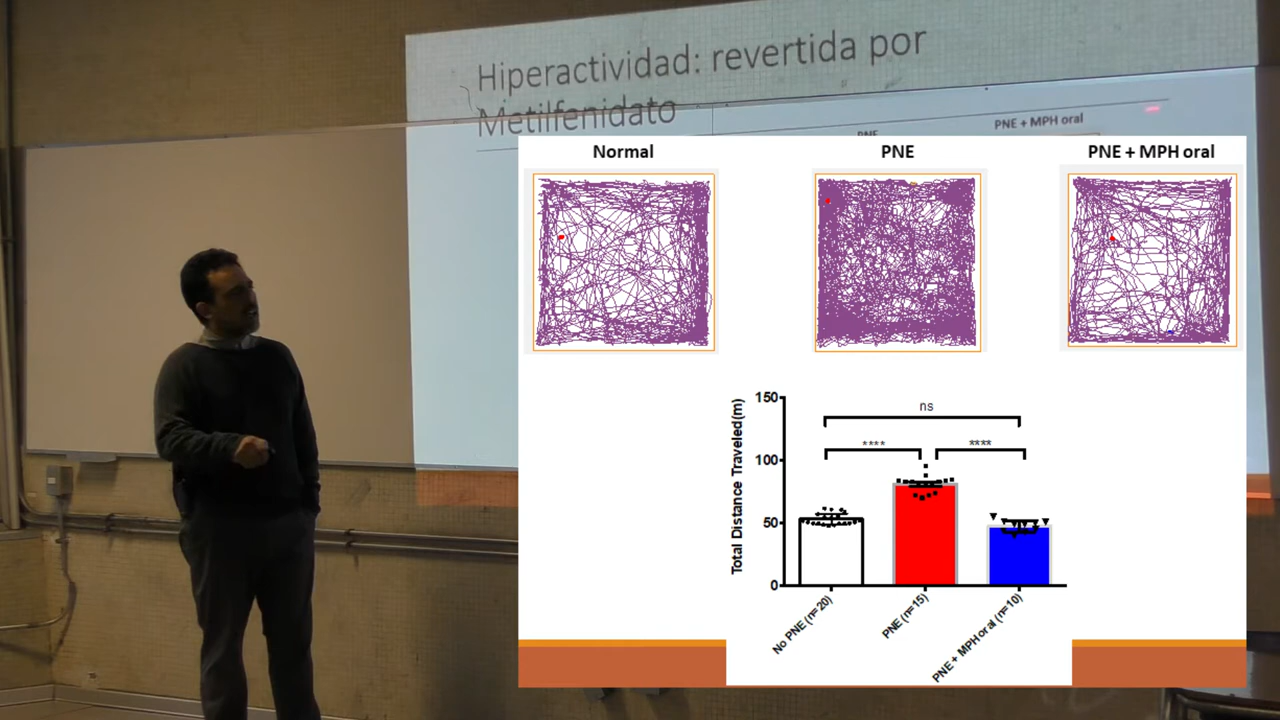 Hiperactividad: revertida por
Metilfenidato
PNE
PNE + MPH oral
Normal
PNE
PNE + MPH oral
Total Distance Traveled(m)
150
100
50
0
ns
****
****
No PNE (n=20)
PNE (n=15)
PNE + MPH oral (n=10)